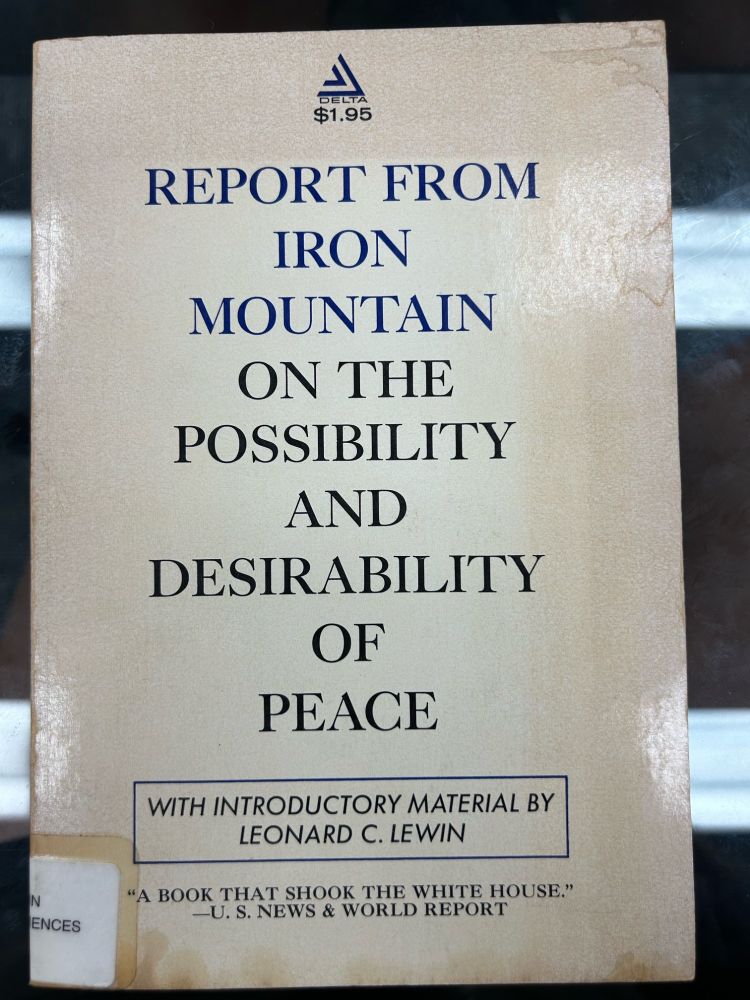 DELTA
$1.95
REPORT FROM
IRON
MOUNTAIN
ON THE
POSSIBILITY
AND
DESIRABILITY
OF
PEACE
WITH INTRODUCTORY MATERIAL BY
LEONARD C. LEWIN
"A BOOK THAT SHOOK THE WHITE HOUSE."
—U. S. NEWS & WORLD REPORT
N
IENCES